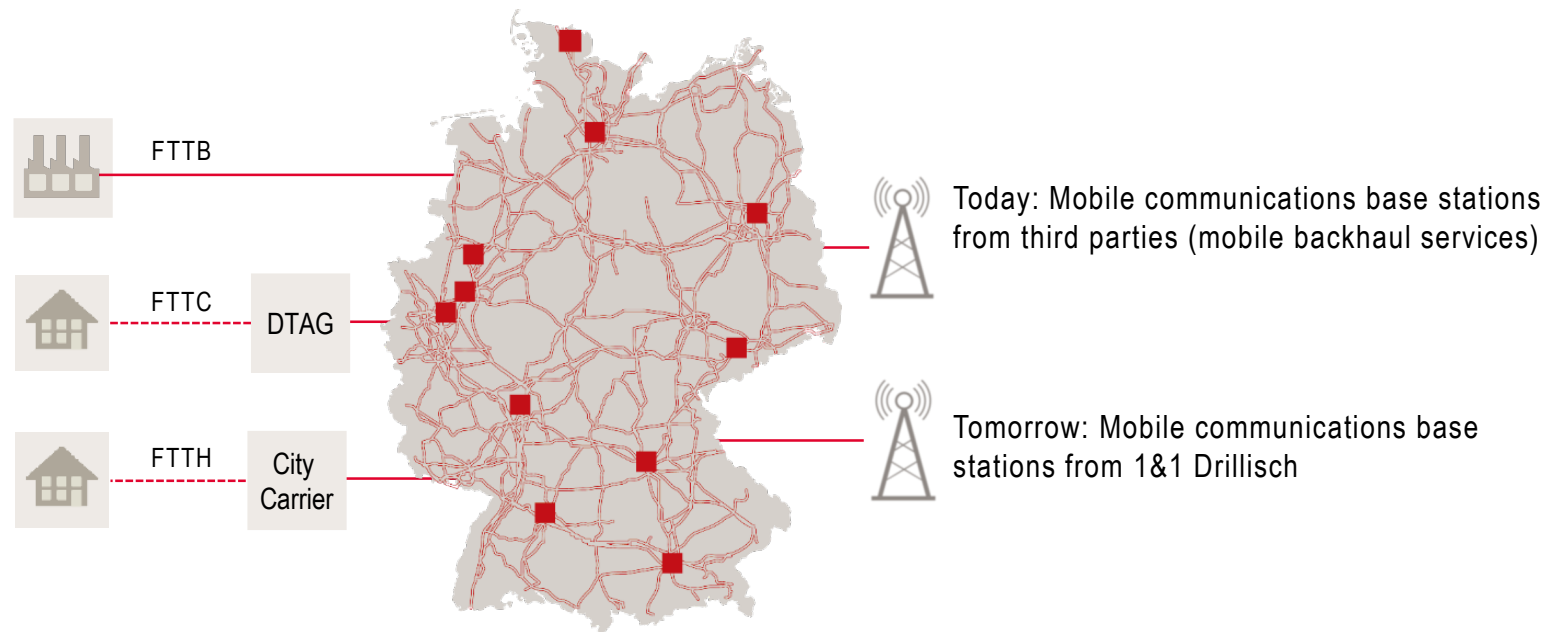 FTTB
FTTC
DTAG
FTTH
City
Carrier
Today: Mobile communications base stations
from third parties (mobile backhaul services)
Tomorrow: Mobile communications base
stations from 1&1 Drillisch